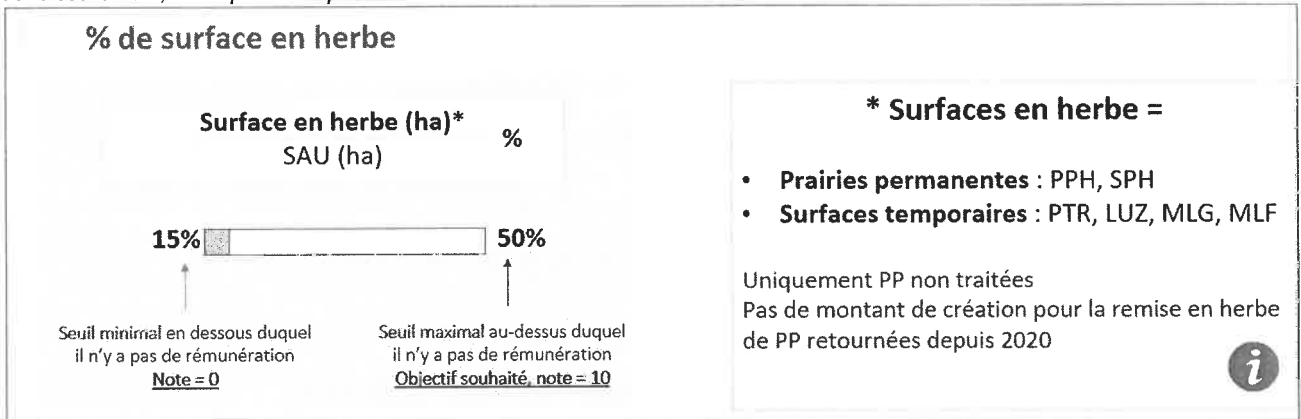 % de surface en herbe
Surface en herbe (ha)*
SAU (ha)
%
15%
50%
Seuil minimal en dessous duquel
il n'y a pas de rémunération
Note = 0
Seuil maximal au-dessus duquel
il n'y a pas de rémunération
Objectif souhaité, note = 10
* Surfaces en herbe =
• Prairies permanentes : PPH, SPH
• Surfaces temporaires : PTR, LUZ, MLG, MLF
Uniquement PP non traitées
Pas de montant de création pour la remise en herbe
de PP retournées depuis 2020
i